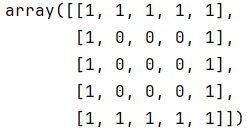 array([[1, 1, 1, 1, 1],
       [1, 0, 0, 0, 1],
       [1, 0, 0, 0, 1],
       [1, 0, 0, 0, 1],
       [1, 1, 1, 1, 1]])